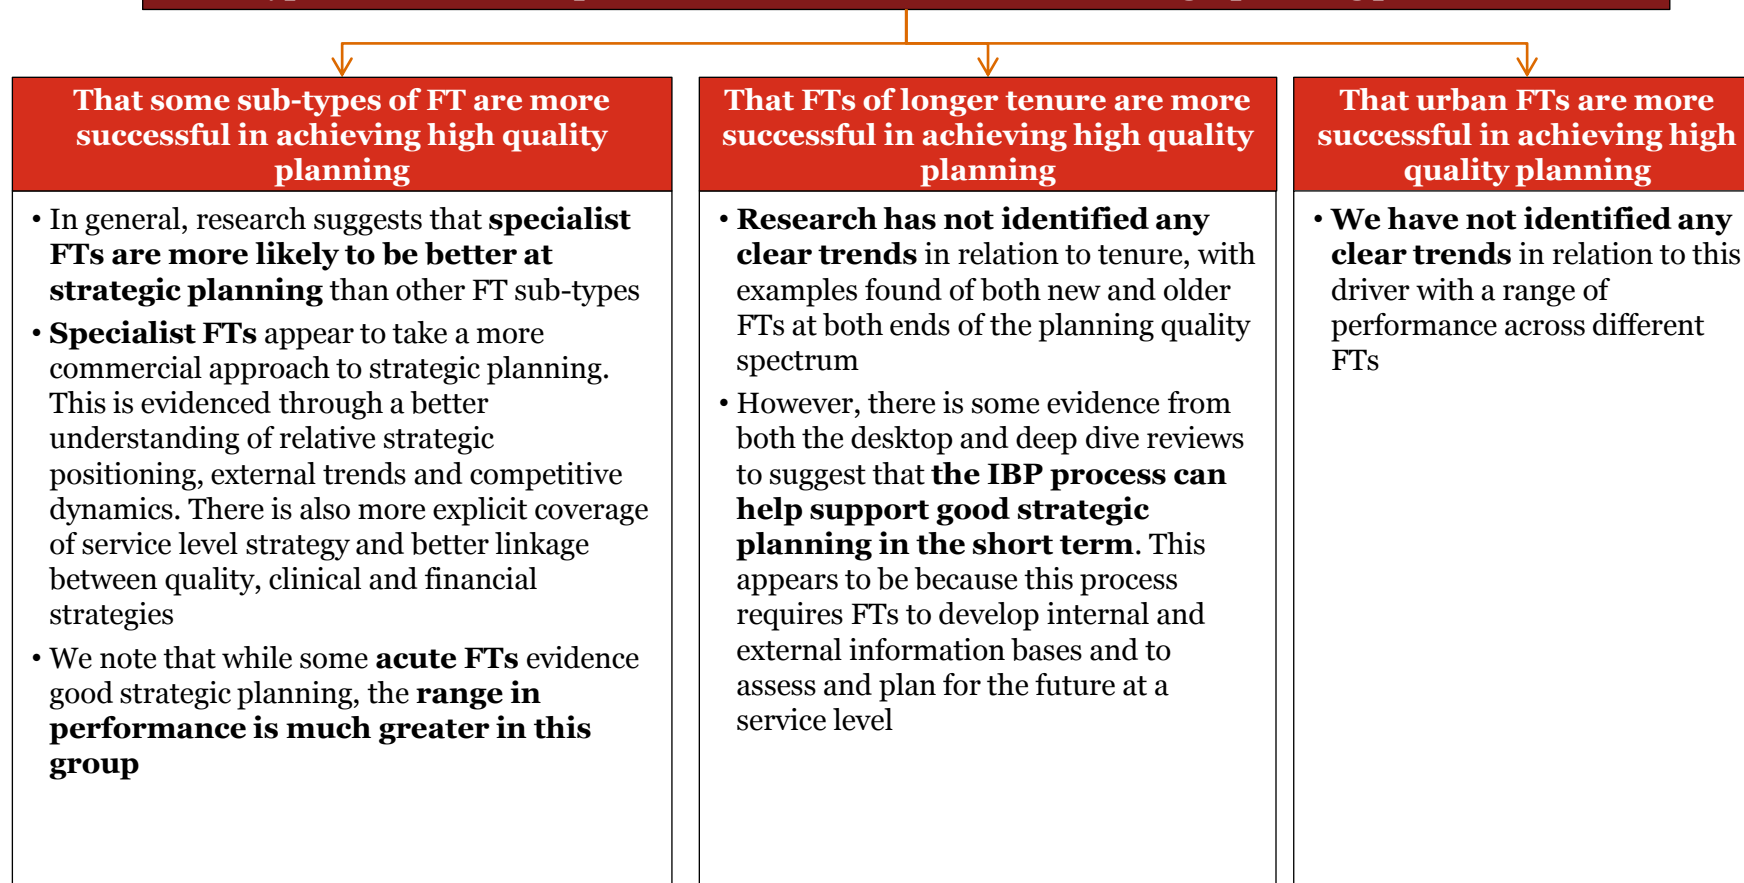 That some sub-types of FT are more
successful in achieving high quality
planning
• In general, research suggests that specialist
FTs are more likely to be better at
strategic planning than other FT sub-types
• Specialist FTs appear to take a more
commercial approach to strategic planning.
This is evidenced through a better
understanding of relative strategic
positioning, external trends and competitive
dynamics. There is also more explicit coverage
of service level strategy and better linkage
between quality, clinical and financial
strategies
• We note that while some acute FTs evidence
good strategic planning, the range in
performance is much greater in this
group
That FTs of longer tenure are more
successful in achieving high quality
planning
• Research has not identified any
clear trends in relation to tenure, with
examples found of both new and older
FTs at both ends of the planning quality
spectrum
• However, there is some evidence from
both the desktop and deep dive reviews
to suggest that the IBP process can
help support good strategic
planning in the short term. This
appears to be because this process
requires FTs to develop internal and
external information bases and to
assess and plan for the future at a
service level
That urban FTs are more
successful in achieving high
quality planning
• We have not identified any
clear trends in relation to this
driver with a range of
performance across different
FTs